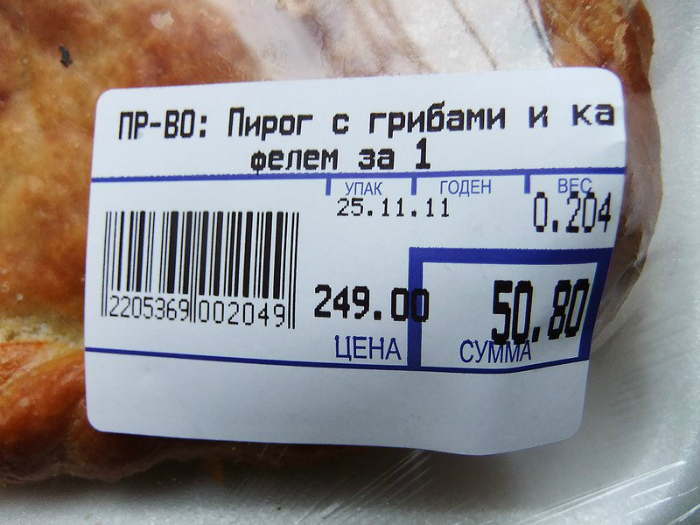 ПР-ВО: Пирог с грибами и ка
фелем за 1
УПАК ГОДЕН ВЕС
25.11.11 0.204
2205369 002049
249.00 50.80
ЦЕНА СУММА